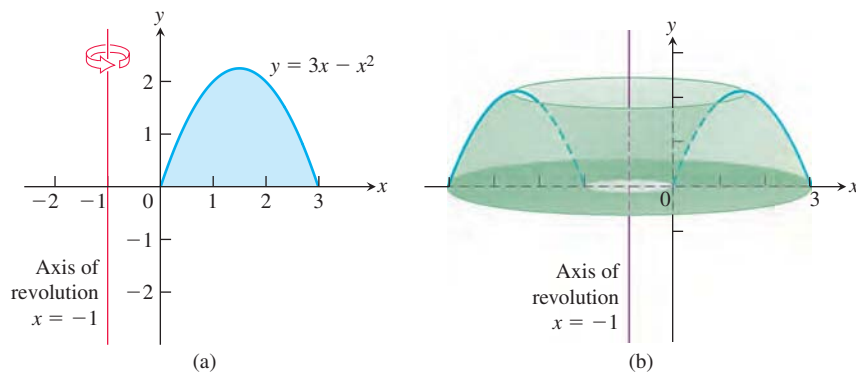 y
y = 3x − x²
2
1
−2
−1
0
1
2
3
x
−1
−2
Axis of
revolution
x = −1
(a)
y
0
3
x
Axis of
revolution
x = −1
(b)